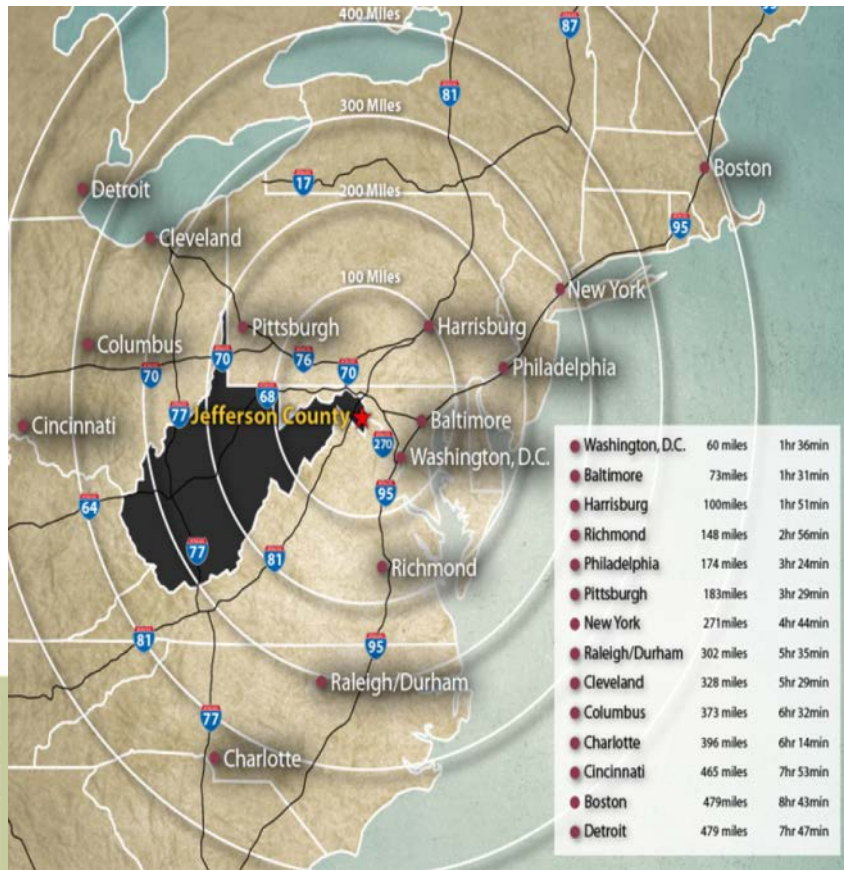 400 Miles
87
81
300 Miles
Boston
Detroit
17
200 Miles
95
Cleveland
100 Miles
New York
Pittsburgh
Harrisburg
Columbus
70
76
70
Philadelphia
70
68
77
Jefferson County
Baltimore
Cincinnati
270
Washington, D.C.
95
64
77
81
Richmond
81
95
Raleigh/Durham
77
Charlotte
Washington, D.C. 60 miles 1hr 36min
Baltimore 73miles 1hr 31min
Harrisburg 100miles 1hr 51min
Richmond 148 miles 2hr 56min
Philadelphia 174 miles 3hr 24min
Pittsburgh 183miles 3hr 29min
New York 271 miles 4hr 44min
Raleigh/Durham 302 miles 5hr 35min
Cleveland 328 miles 5hr 29min
Columbus 373 miles 6hr 32min
Charlotte 396 miles 6hr 14min
Cincinnati 465 miles 7hr 53min
Boston 479miles 8hr 43min
Detroit 479 miles 7hr 47min